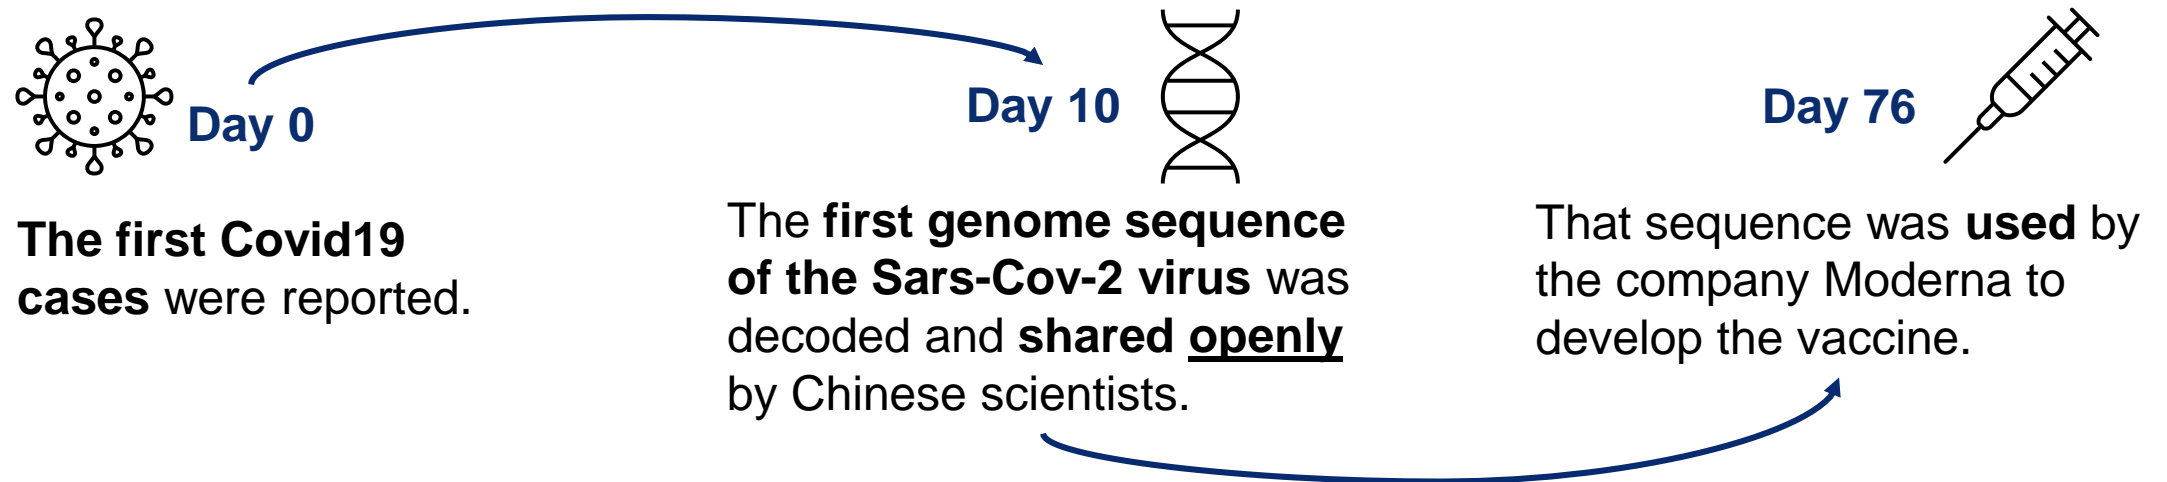 Day 0
The first Covid19
cases were reported.
Day 10
The first genome sequence
of the Sars-Cov-2 virus was
decoded and shared openly
by Chinese scientists.
Day 76
That sequence was used by
the company Moderna to
develop the vaccine.